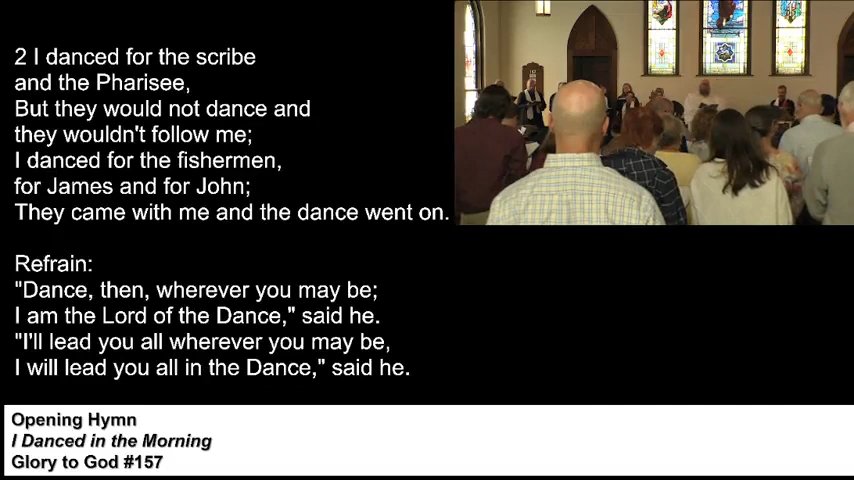 2 I danced for the scribe
and the Pharisee,
But they would not dance and
they wouldn't follow me;
I danced for the fishermen,
for James and for John;
They came with me and the dance went on.
Refrain:
"Dance, then, wherever you may be;
I am the Lord of the Dance," said he.
"I'll lead you all wherever you may be,
I will lead you all in the Dance," said he.
Opening Hymn
I Danced in the Morning
Glory to God #157